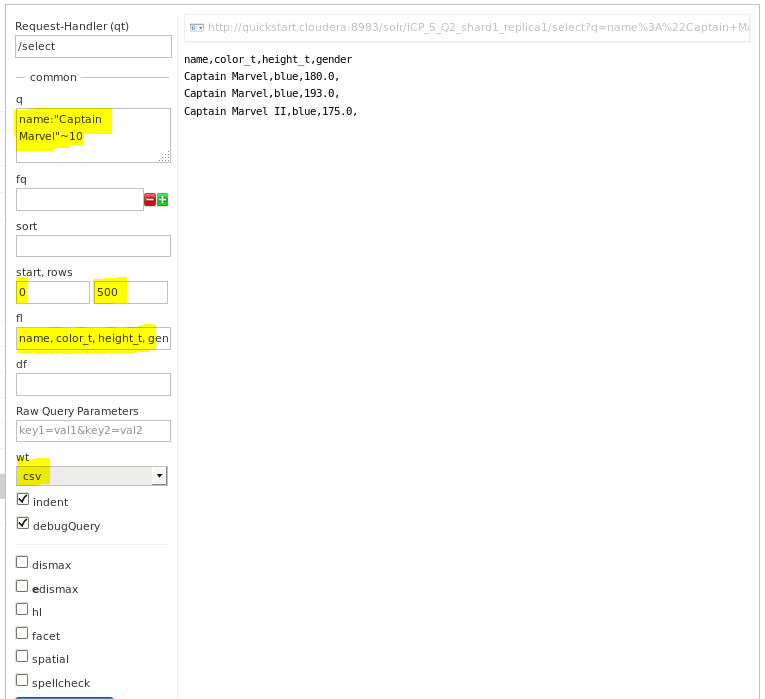 Request-Handler (qt)
/select
common
q
name:"Captain
Marvel"~10
fq
sort
start, rows
0 500
fl
name, color_t, height_t, gen
df
Raw Query Parameters
key1=val1&key2=val2
wt
csv
indent
debugQuery
dismax
edismax
hl
facet
spatial
spellcheck
http://quickstart.cloudera:8983/solr/ICP_5_Q2_shard1_replica1/select?q=name%3A%22Captain+Ma
name,color_t,height_t,gender
Captain Marvel,blue,180.0,
Captain Marvel,blue,193.0,
Captain Marvel II,blue,175.0,